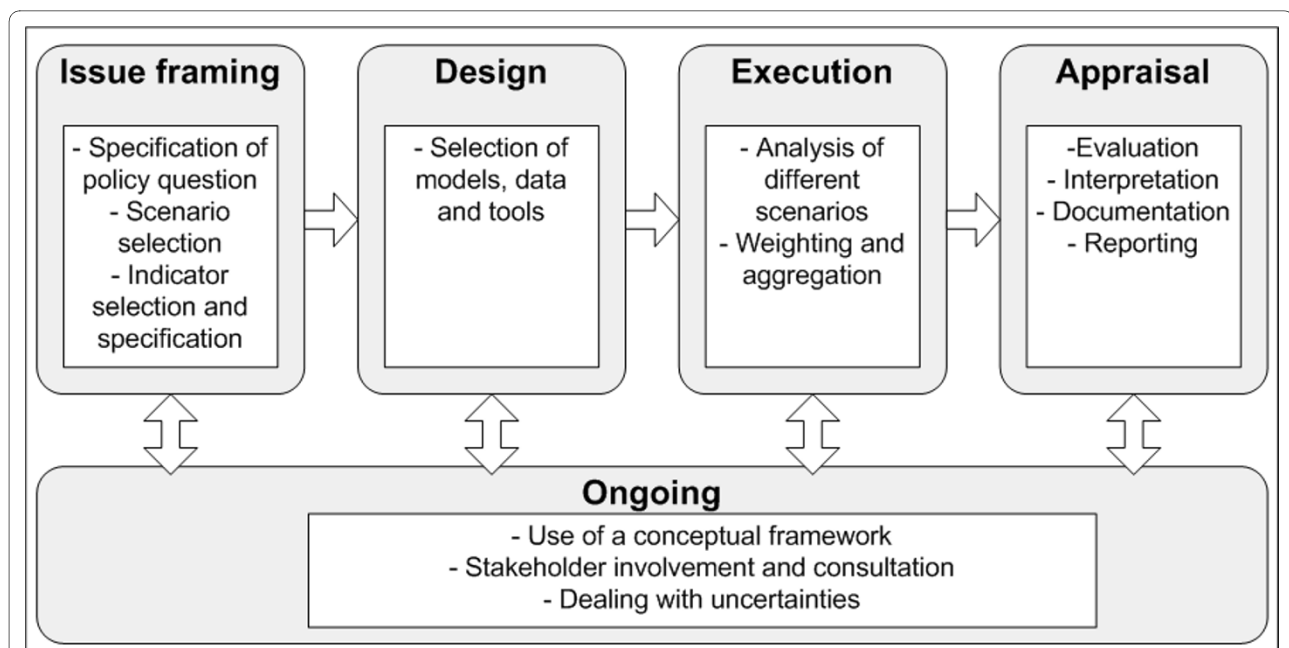 Issue framing
- Specification of
policy question
- Scenario
selection
- Indicator
selection and
specification
Design
- Selection of
models, data
and tools
Execution
- Analysis of
different
scenarios
- Weighting and
aggregation
Appraisal
-Evaluation
- Interpretation
- Documentation
- Reporting
Ongoing
- Use of a conceptual framework
- Stakeholder involvement and consultation
- Dealing with uncertainties